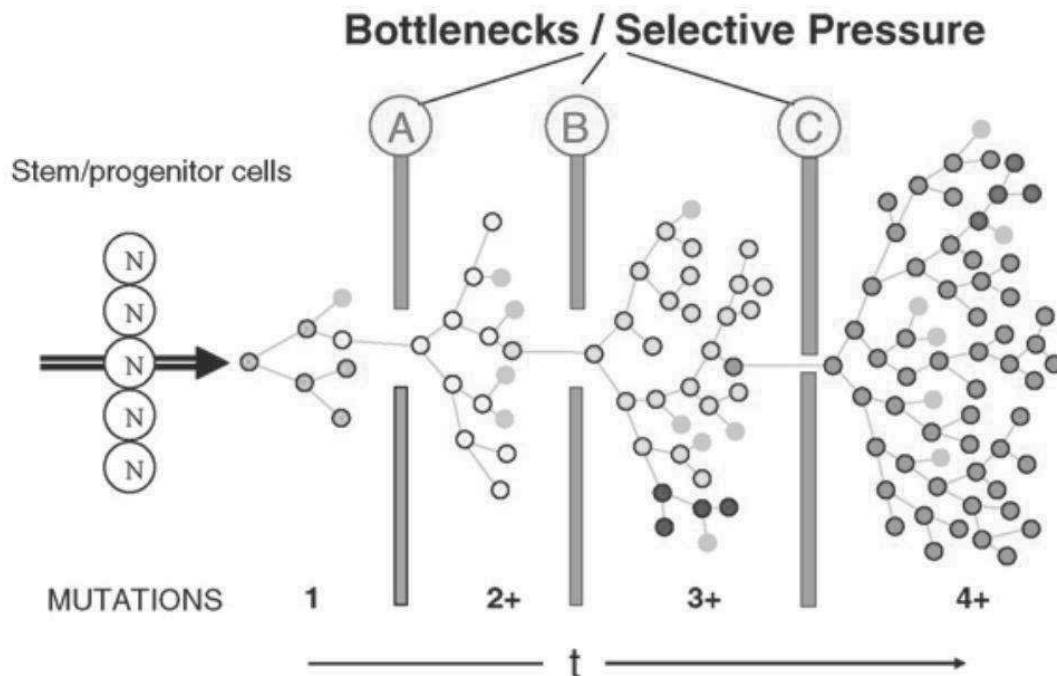 Bottlenecks / Selective Pressure
A B C
Stem/progenitor cells
N
N
N
N
N
MUTATIONS 1 2+ 3+ 4+
t